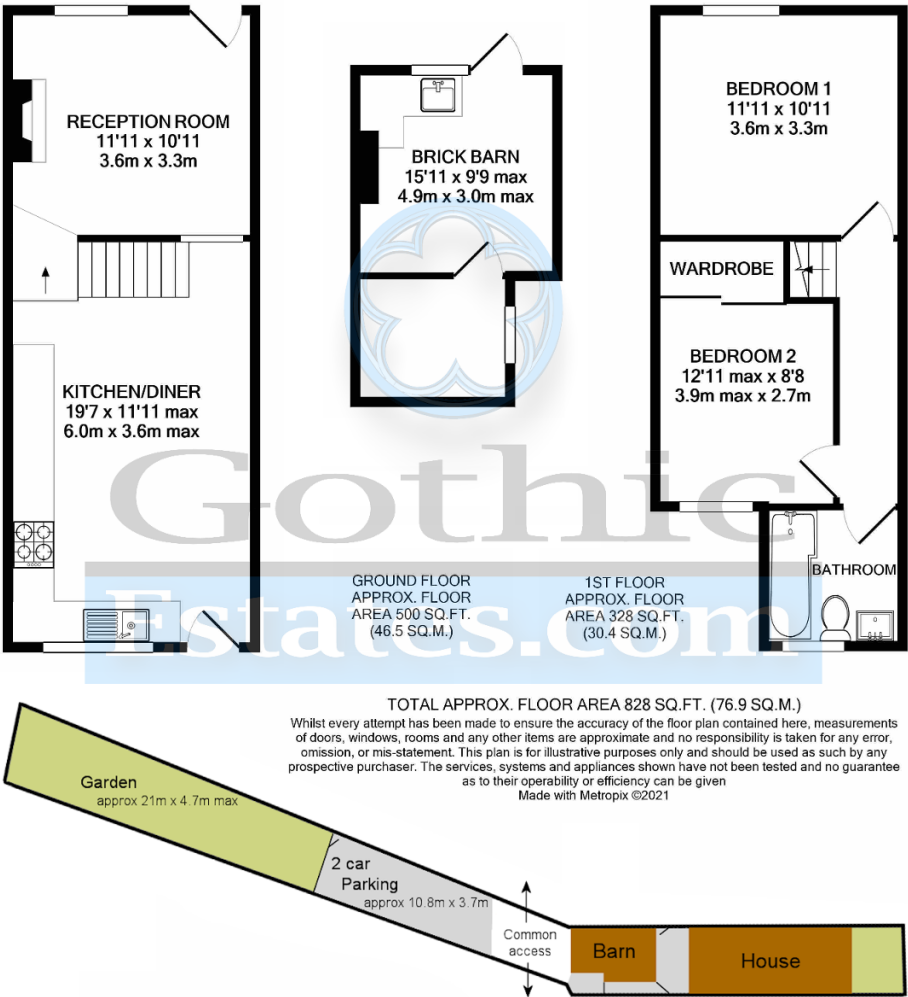 RECEPTION ROOM
11'11 x 10'11
3.6m x 3.3m
KITCHEN/DINER
19'7 x 11'11 max
6.0m x 3.6m max
BRICK BARN
15'11 x 9'9 max
4.9m x 3.0m max
BEDROOM 1
11'11 x 10'11
3.6m x 3.3m
WARDROBE
BEDROOM 2
12'11 max x 8'8
3.9m max x 2.7m
BATHROOM
Gothic
Estates.com
GROUND FLOOR
APPROX. FLOOR
AREA 500 SQ.FT.
(46.5 SQ.M.)
1ST FLOOR
APPROX. FLOOR
AREA 328 SQ.FT.
(30.4 SQ.M.)
TOTAL APPROX. FLOOR AREA 828 SQ.FT. (76.9 SQ.M.)
Whilst every attempt has been made to ensure the accuracy of the floor plan contained here, measurements
of doors, windows, rooms and any other items are approximate and no responsibility is taken for any error,
omission, or mis-statement. This plan is for illustrative purposes only and should be used as such by any
prospective purchaser. The services, systems and appliances shown have not been tested and no guarantee
as to their operability or efficiency can be given
Made with Metropix ©2021
Garden
approx 21m x 4.7m max
2 car
Parking
approx 10.8m x 3.7m
Common
access
Barn
House